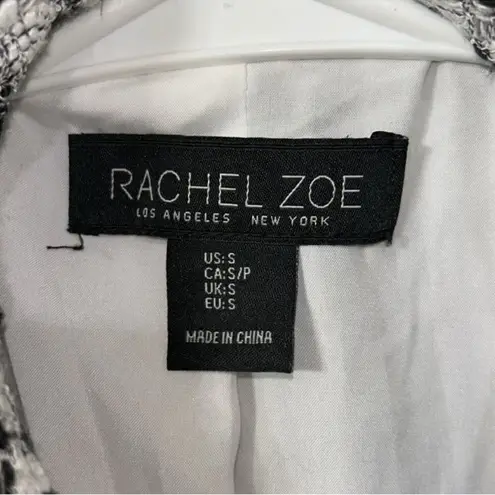 RACHEL ZOE
LOS ANGELES NEW YORK
US:S
CA:S/P
UK:S
EU:S
MADE IN CHINA